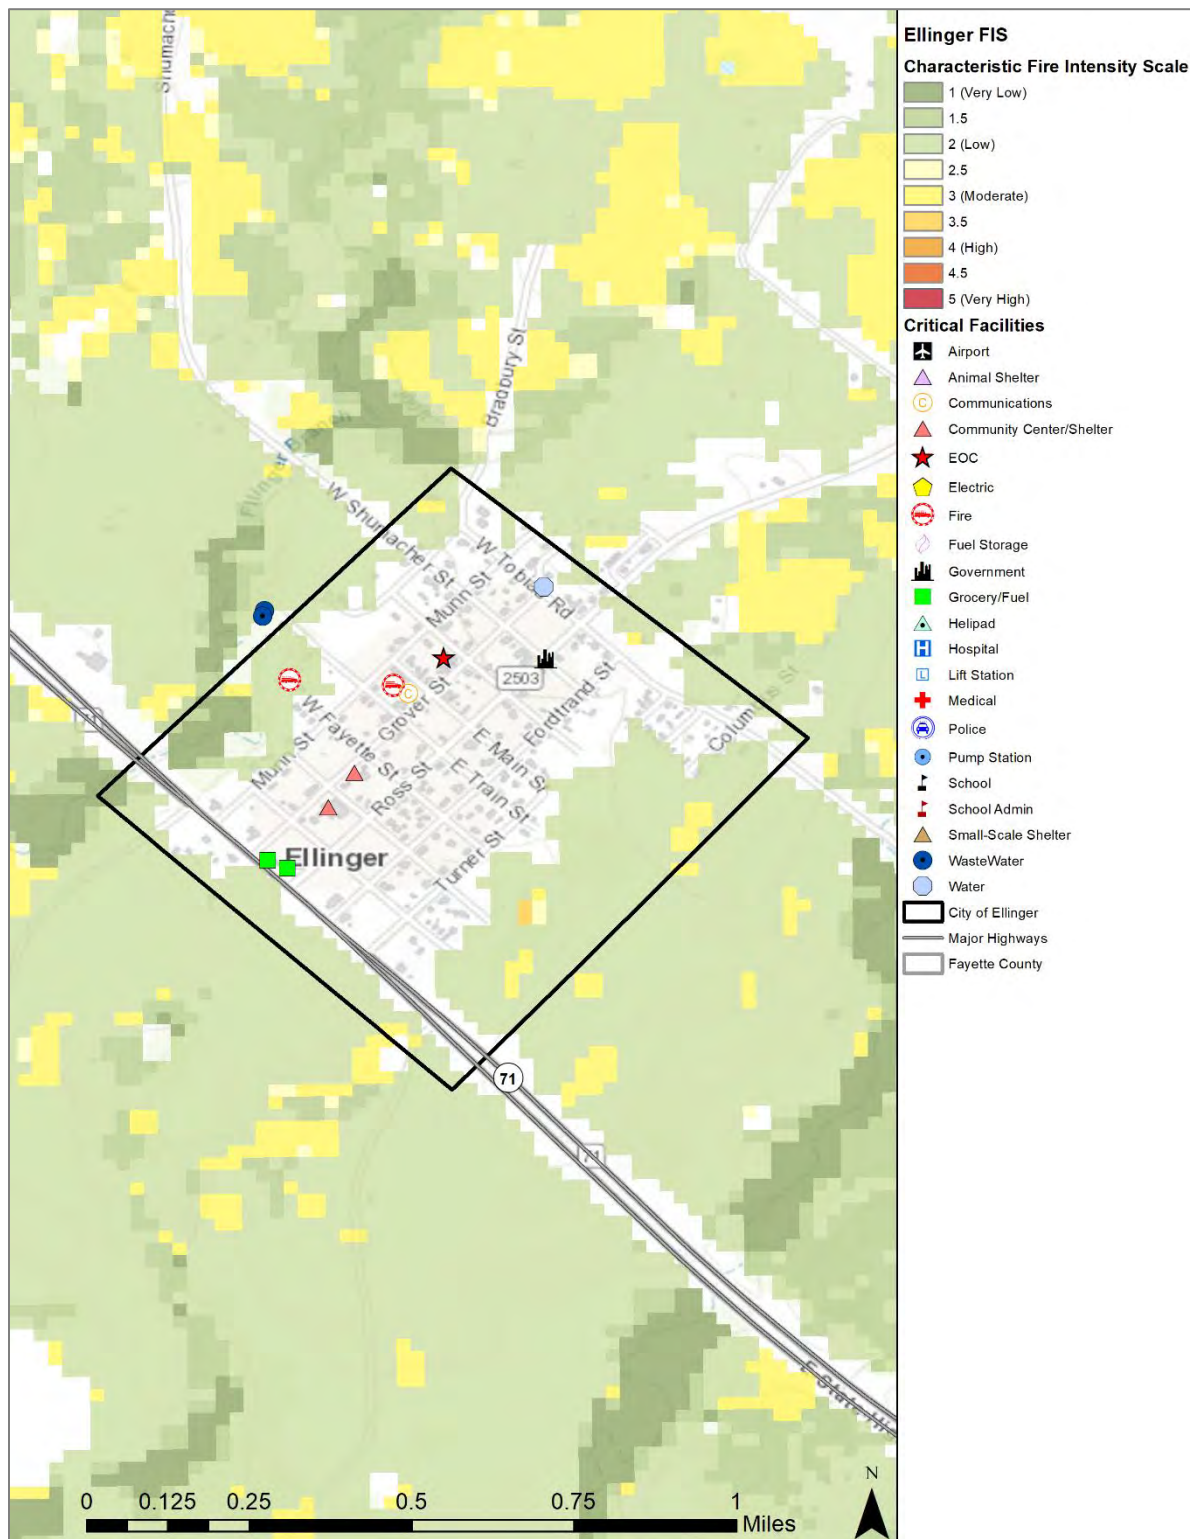 Ellinger FIS
Characteristic Fire Intensity Scale
1 (Very Low)
1.5
2 (Low)
2.5
3 (Moderate)
3.5
4 (High)
4.5
5 (Very High)
Critical Facilities
Airport
Animal Shelter
C Communications
Community Center/Shelter
EOC
Electric
Fire
Fuel Storage
Government
Grocery/Fuel
Helipad
H Hospital
L Lift Station
Medical
Police
Pump Station
School
School Admin
Small-Scale Shelter
WasteWater
Water
City of Ellinger
Major Highways
Fayette County
Bradbury St
W Shumacher St
W Tobias Rd
Munn St
2503
C
Grover St
Fordtrand St
W Fayette St
Munn St
E Main St
Ross St
E Train St
Turner St
Ellinger
71
71
E State
N
0 0.125 0.25 0.5 0.75 1
Miles